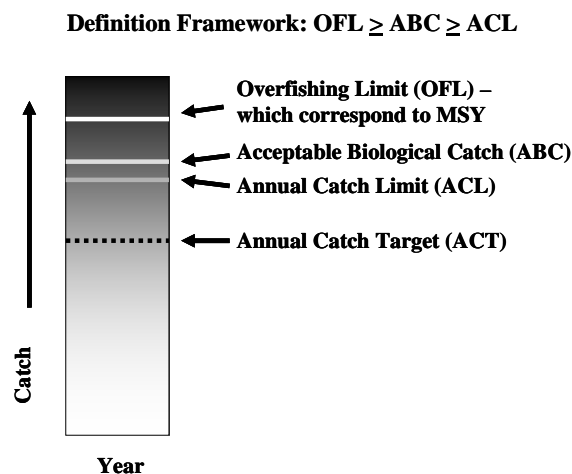 Definition Framework: OFL ≥ ABC ≥ ACL
Overfishing Limit (OFL) –
which correspond to MSY
Acceptable Biological Catch (ABC)
Annual Catch Limit (ACL)
Annual Catch Target (ACT)
Catch
Year